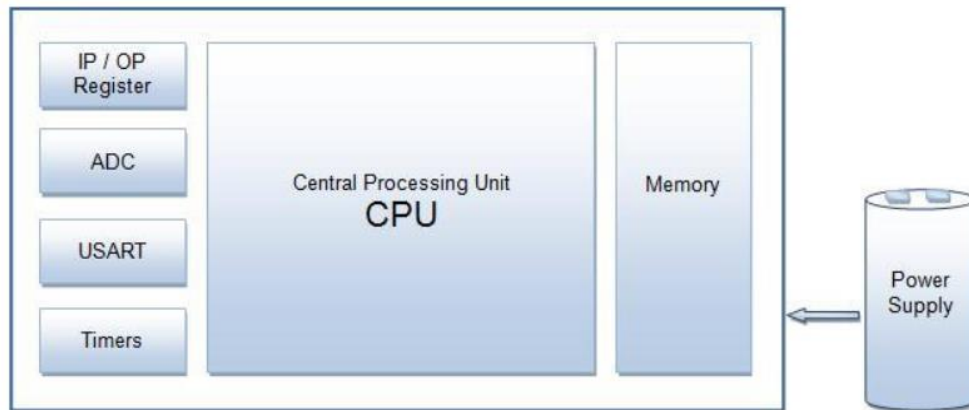 IP / OP
Register
ADC
USART
Timers
Central Processing Unit
CPU
Memory
Power
Supply